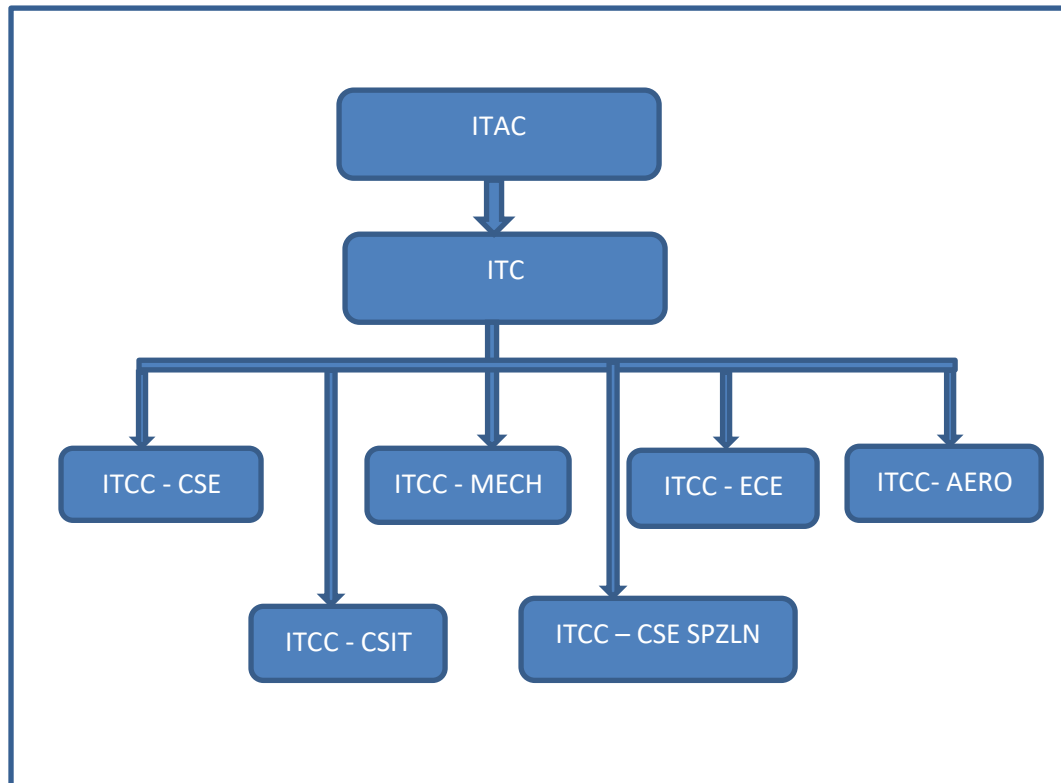 ITAC
ITC
ITCC - CSE
ITCC - MECH
ITCC - ECE
ITCC- AERO
ITCC - CSIT
ITCC – CSE SPZLN